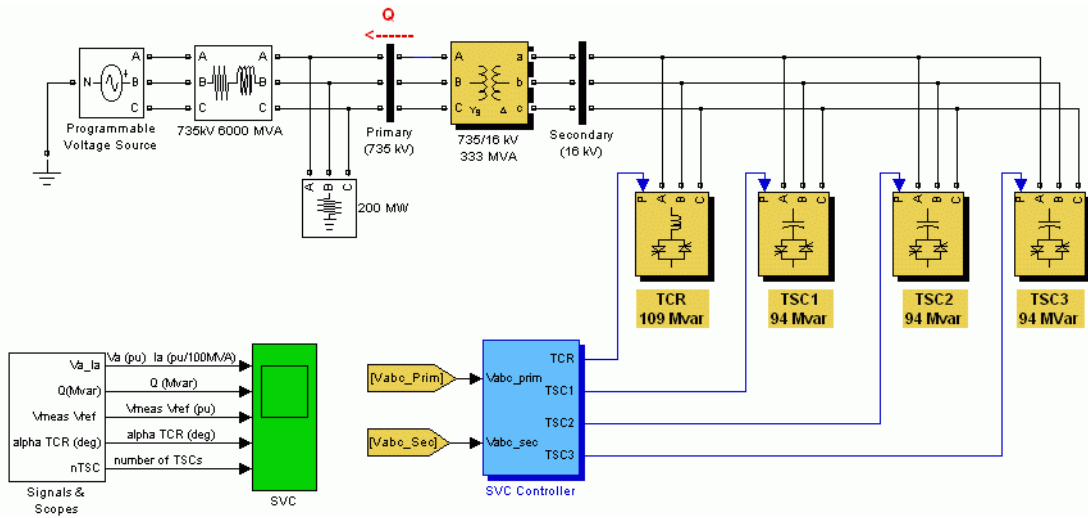 Q
<------
N
A
B
C
A
B
C
A
B
C
A
B
C
Yg
Δ
a
b
c
Programmable
Voltage Source
735kV 6000 MVA
Primary
(735 kV)
735/16 kV
333 MVA
Secondary
(16 kV)
A
B
C
200 MW
P
A
B
C
P
A
B
C
P
A
B
C
P
A
B
C
TCR
109 Mvar
TSC1
94 Mvar
TSC2
94 Mvar
TSC3
94 MVar
Va_Ia
Q(Mvar)
Vmeas Vref
alpha TCR (deg)
nTSC
Va (pu) Ia (pu/100MVA)
Q (Mvar)
Vmeas Vref (pu)
alpha TCR (deg)
number of TSCs
Signals &
Scopes
SVC
[Vabc_Prim]
[Vabc_Sec]
Vabc_prim
Vabc_sec
TCR
TSC1
TSC2
TSC3
SVC Controller